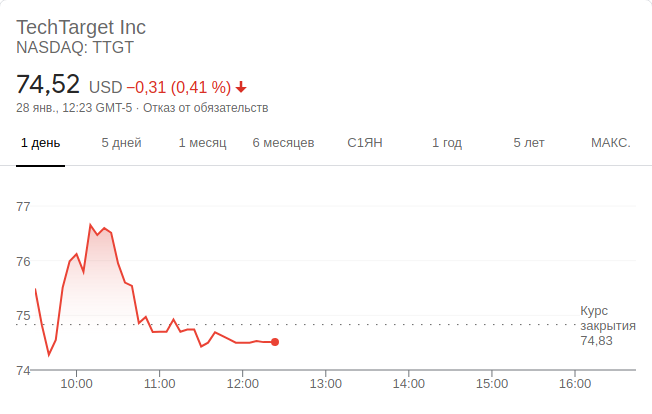 TechTarget Inc
NASDAQ: TTGT
74,52 USD −0,31 (0,41 %)
28 янв., 12:23 GMT-5 · Отказ от обязательств
1 день 5 дней 1 месяц 6 месяцев С1ЯН 1 год 5 лет МАКС.
77
76
75
74
Курс
закрытия
74,83
10:00 11:00 12:00 13:00 14:00 15:00 16:00